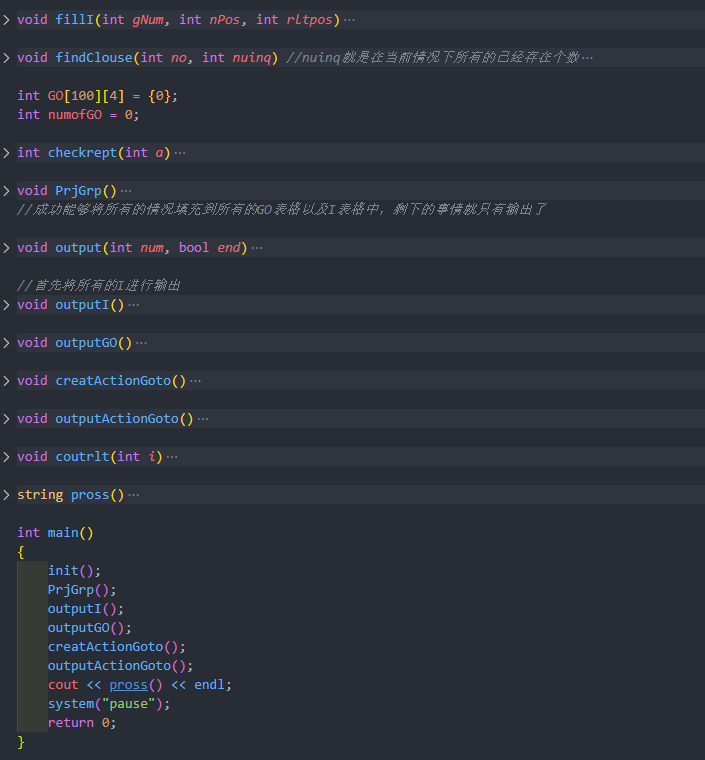 void fillI(int gNum, int nPos, int rltpos)···
void findClouse(int no, int nuinq) //nuinq就是在当前情况下所有的已经存在个数···
int GO[100][4] = {0};
int numofGO = 0;
int checkrept(int a)···
void PrjGrp()···
//成功能够将所有的情况填充到所有的GO表格以及I表格中，剩下的事情就只有输出了
void output(int num, bool end)···
//首先将所有的I进行输出
void outputI()···
void outputGO()···
void creatActionGoto()···
void outputActionGoto()···
void coutrlt(int i)···
string pross()···
int main()
{
init();
PrjGrp();
outputI();
outputGO();
creatActionGoto();
outputActionGoto();
cout << pross() << endl;
system("pause");
return 0;
}